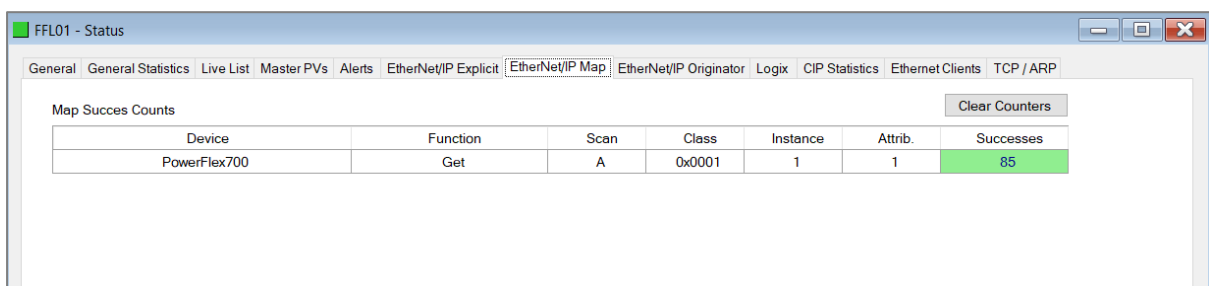 FFL01 - Status
General General Statistics Live List Master PVs Alerts EtherNet/IP Explicit EtherNet/IP Map EtherNet/IP Originator Logix CIP Statistics Ethernet Clients TCP / ARP
Map Succes Counts Clear Counters
Device Function Scan Class Instance Attrib. Successes
PowerFlex700 Get A 0x0001 1 1 85